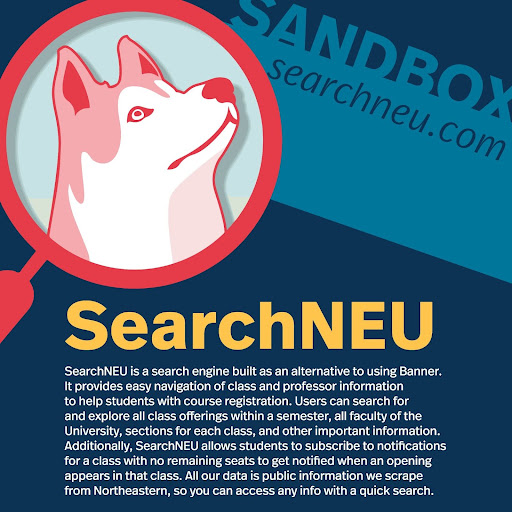 SANDBOX
searchneu.com
SearchNEU
SearchNEU is a search engine built as an alternative to using Banner.
It provides easy navigation of class and professor information
to help students with course registration. Users can search for
and explore all class offerings within a semester, all faculty of the
University, sections for each class, and other important information.
Additionally, SearchNEU allows students to subscribe to notifications
for a class with no remaining seats to get notified when an opening
appears in that class. All our data is public information we scrape
from Northeastern, so you can access any info with a quick search.